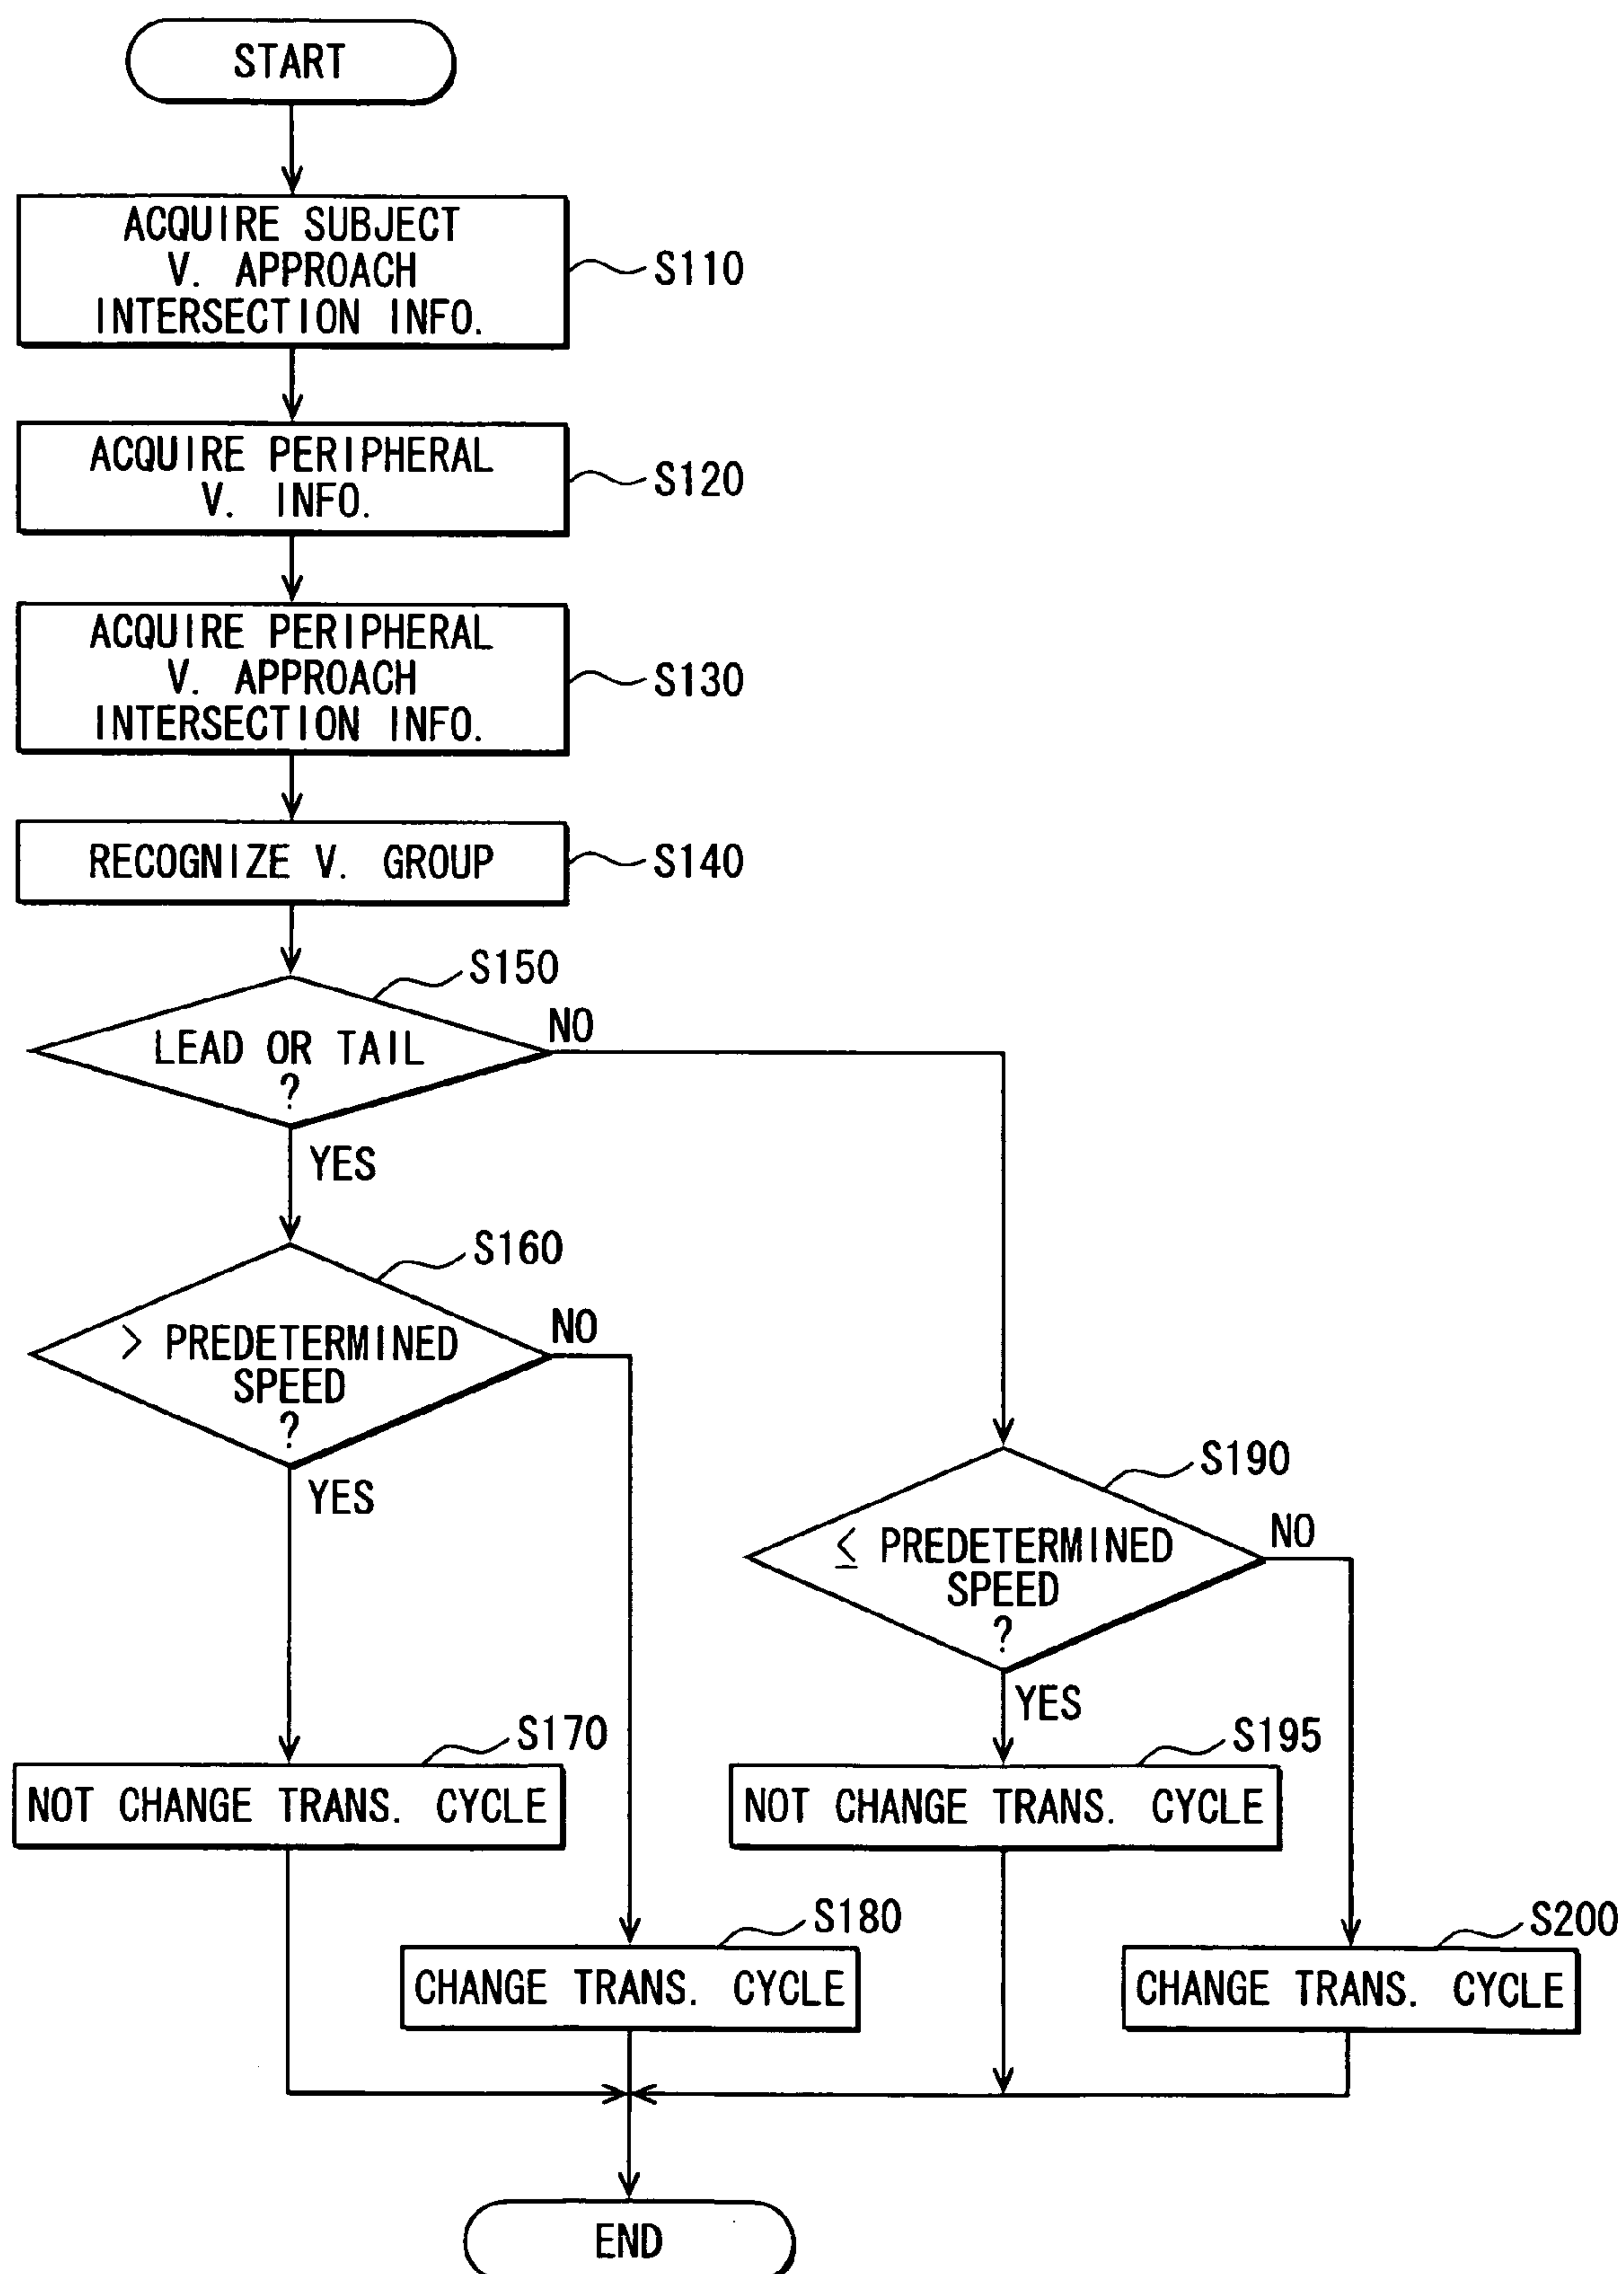 START
ACQUIRE SUBJECT
V. APPROACH
INTERSECTION INFO.
S110
ACQUIRE PERIPHERAL
V. INFO.
S120
ACQUIRE PERIPHERAL
V. APPROACH
INTERSECTION INFO.
S130
RECOGNIZE V. GROUP
S140
S150
LEAD OR TAIL
?
NO
YES
S160
> PREDETERMINED
SPEED
?
NO
YES
S190
≤ PREDETERMINED
SPEED
?
NO
YES
S170
NOT CHANGE TRANS. CYCLE
S195
NOT CHANGE TRANS. CYCLE
S180
CHANGE TRANS. CYCLE
S200
CHANGE TRANS. CYCLE
END